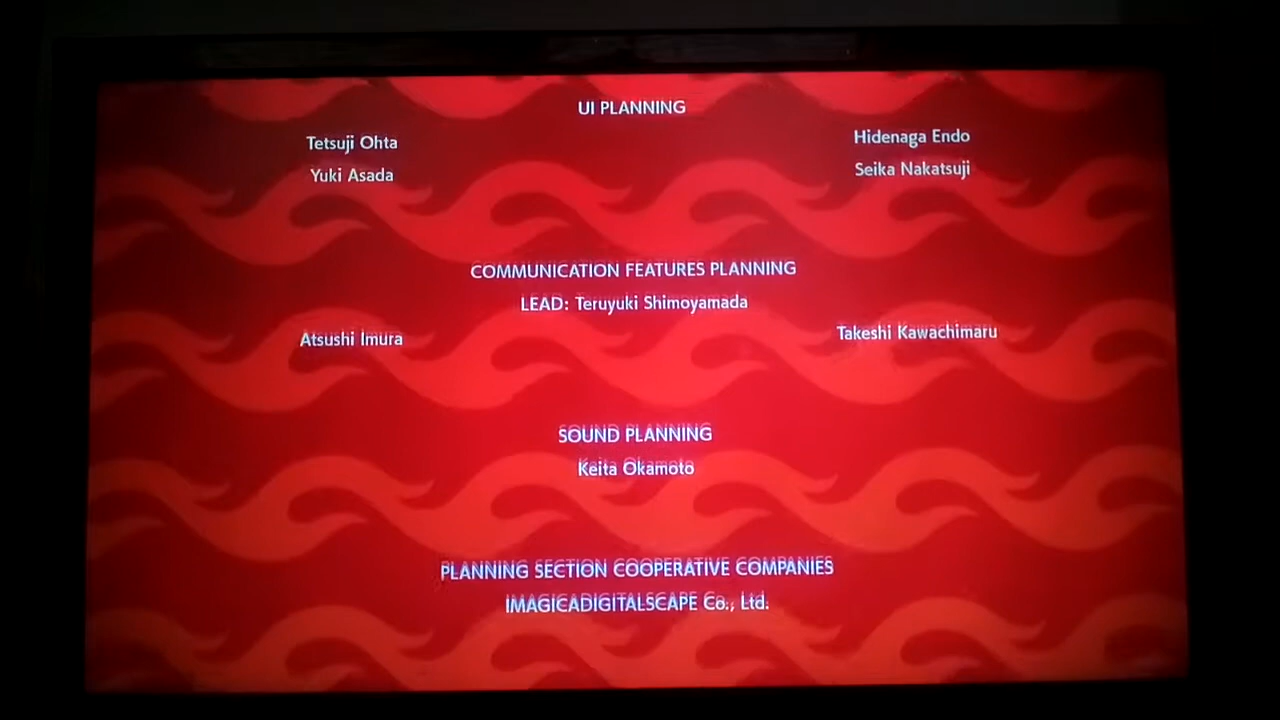 UI PLANNING
Tetsuji Ohta Hidenaga Endo
Yuki Asada Seika Nakatsuji
COMMUNICATION FEATURES PLANNING
LEAD: Teruyuki Shimoyamada
Atsushi Imura Takeshi Kawachimaru
SOUND PLANNING
Keita Okamoto
PLANNING SECTION COOPERATIVE COMPANIES
IMAGICADIGITALSCAPE Co., Ltd.